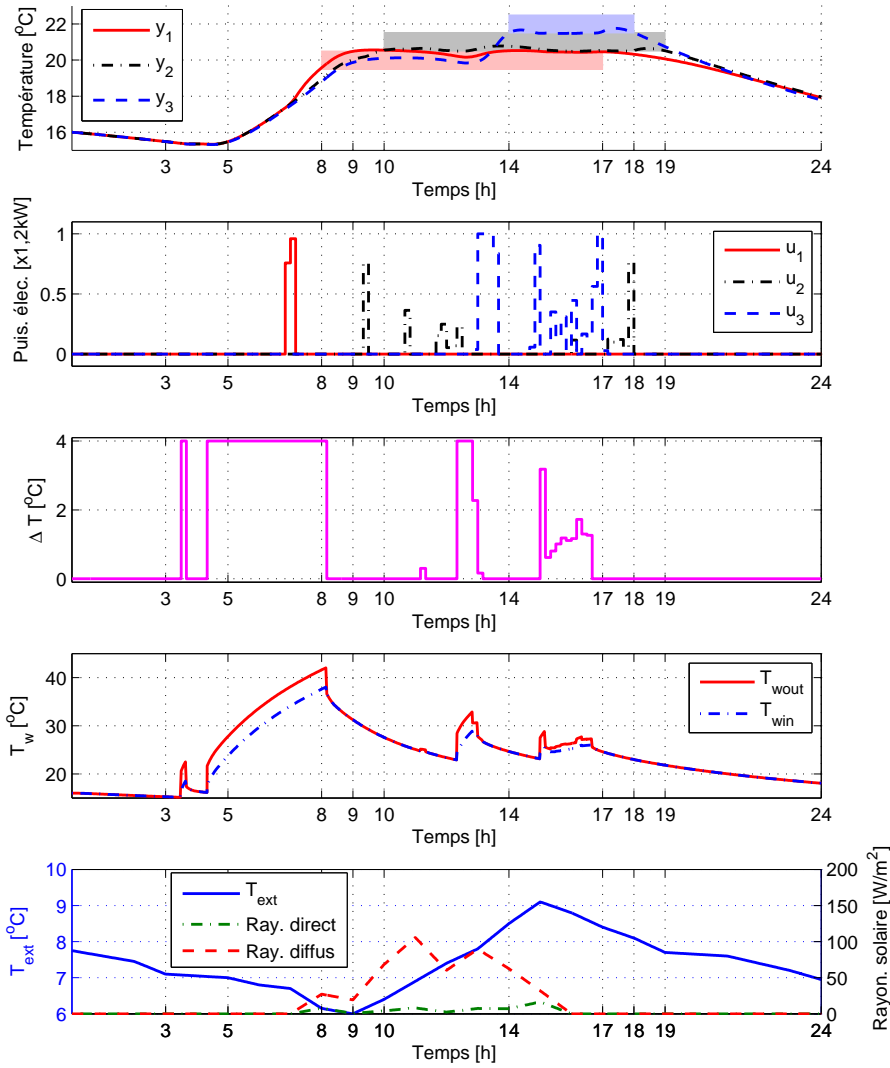 Température [°C]
22
20
18
16
y1
y2
y3
3 5 8 9 10 14 17 18 19 24
Temps [h]
Puis. élec. [x1,2kW]
1
0.5
0
u1
u2
u3
3 5 8 9 10 14 17 18 19 24
Temps [h]
Δ T [°C]
4
2
0
3 5 8 9 10 14 17 18 19 24
Temps [h]
Tw [°C]
40
30
20
Twout
Twin
3 5 8 9 10 14 17 18 19 24
Temps [h]
Text [°C]
10
9
8
7
6
Text
Ray. direct
Ray. diffus
200
150
100
50
0
Rayon. solaire [W/m²]
3 5 8 9 10 14 17 18 19 24
Temps [h]